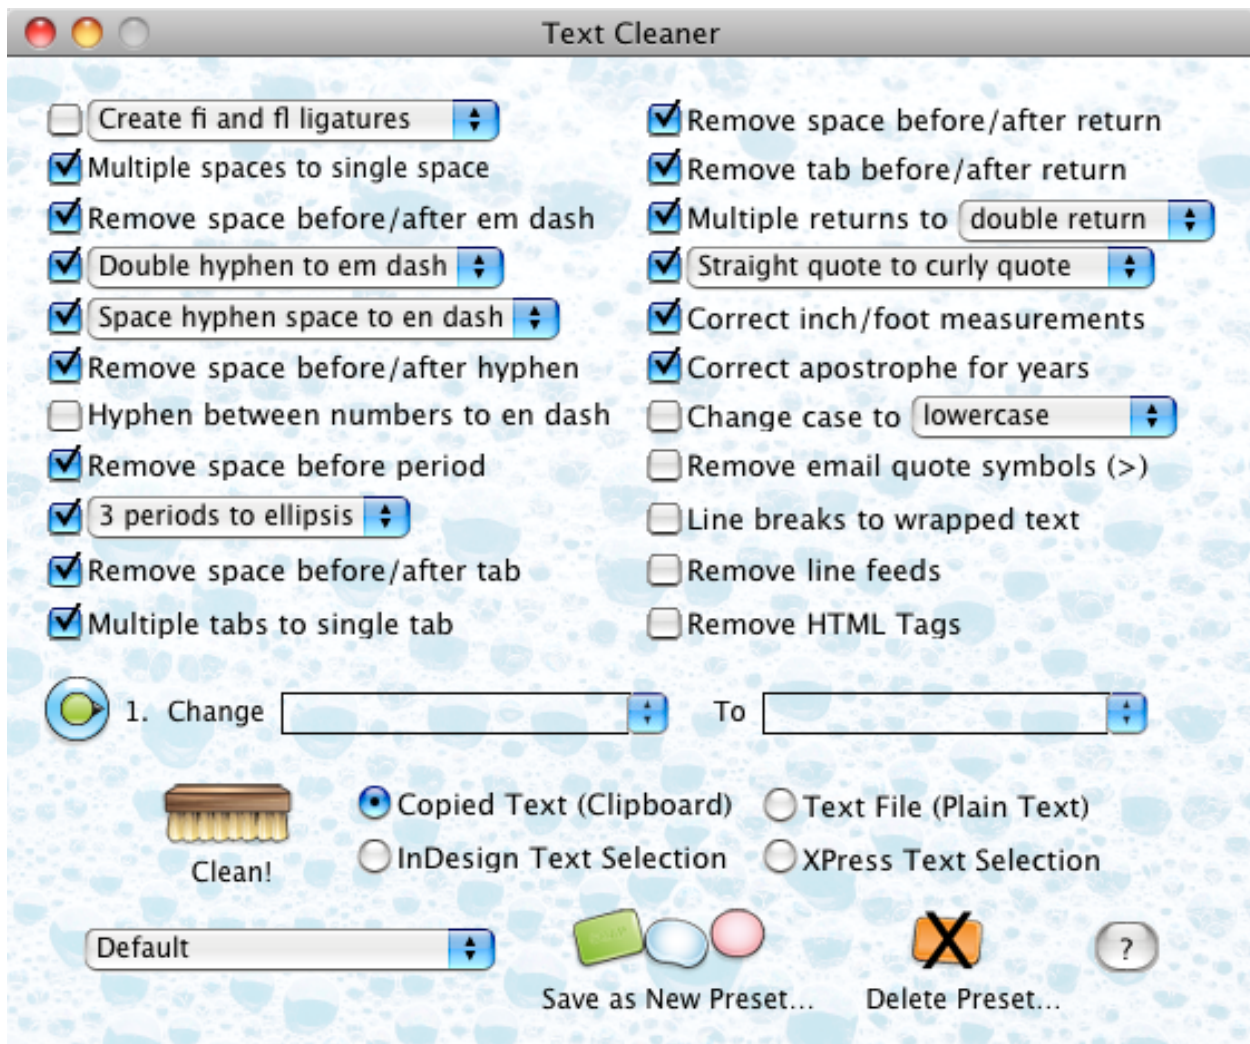 Text Cleaner
Create fi and fl ligatures
Multiple spaces to single space
Remove space before/after em dash
Double hyphen to em dash
Space hyphen space to en dash
Remove space before/after hyphen
Hyphen between numbers to en dash
Remove space before period
3 periods to ellipsis
Remove space before/after tab
Multiple tabs to single tab
Remove space before/after return
Remove tab before/after return
Multiple returns to double return
Straight quote to curly quote
Correct inch/foot measurements
Correct apostrophe for years
Change case to lowercase
Remove email quote symbols (>)
Line breaks to wrapped text
Remove line feeds
Remove HTML Tags
1. Change To
Clean!
Copied Text (Clipboard) Text File (Plain Text)
InDesign Text Selection XPress Text Selection
Default
Save as New Preset...
Delete Preset...
?